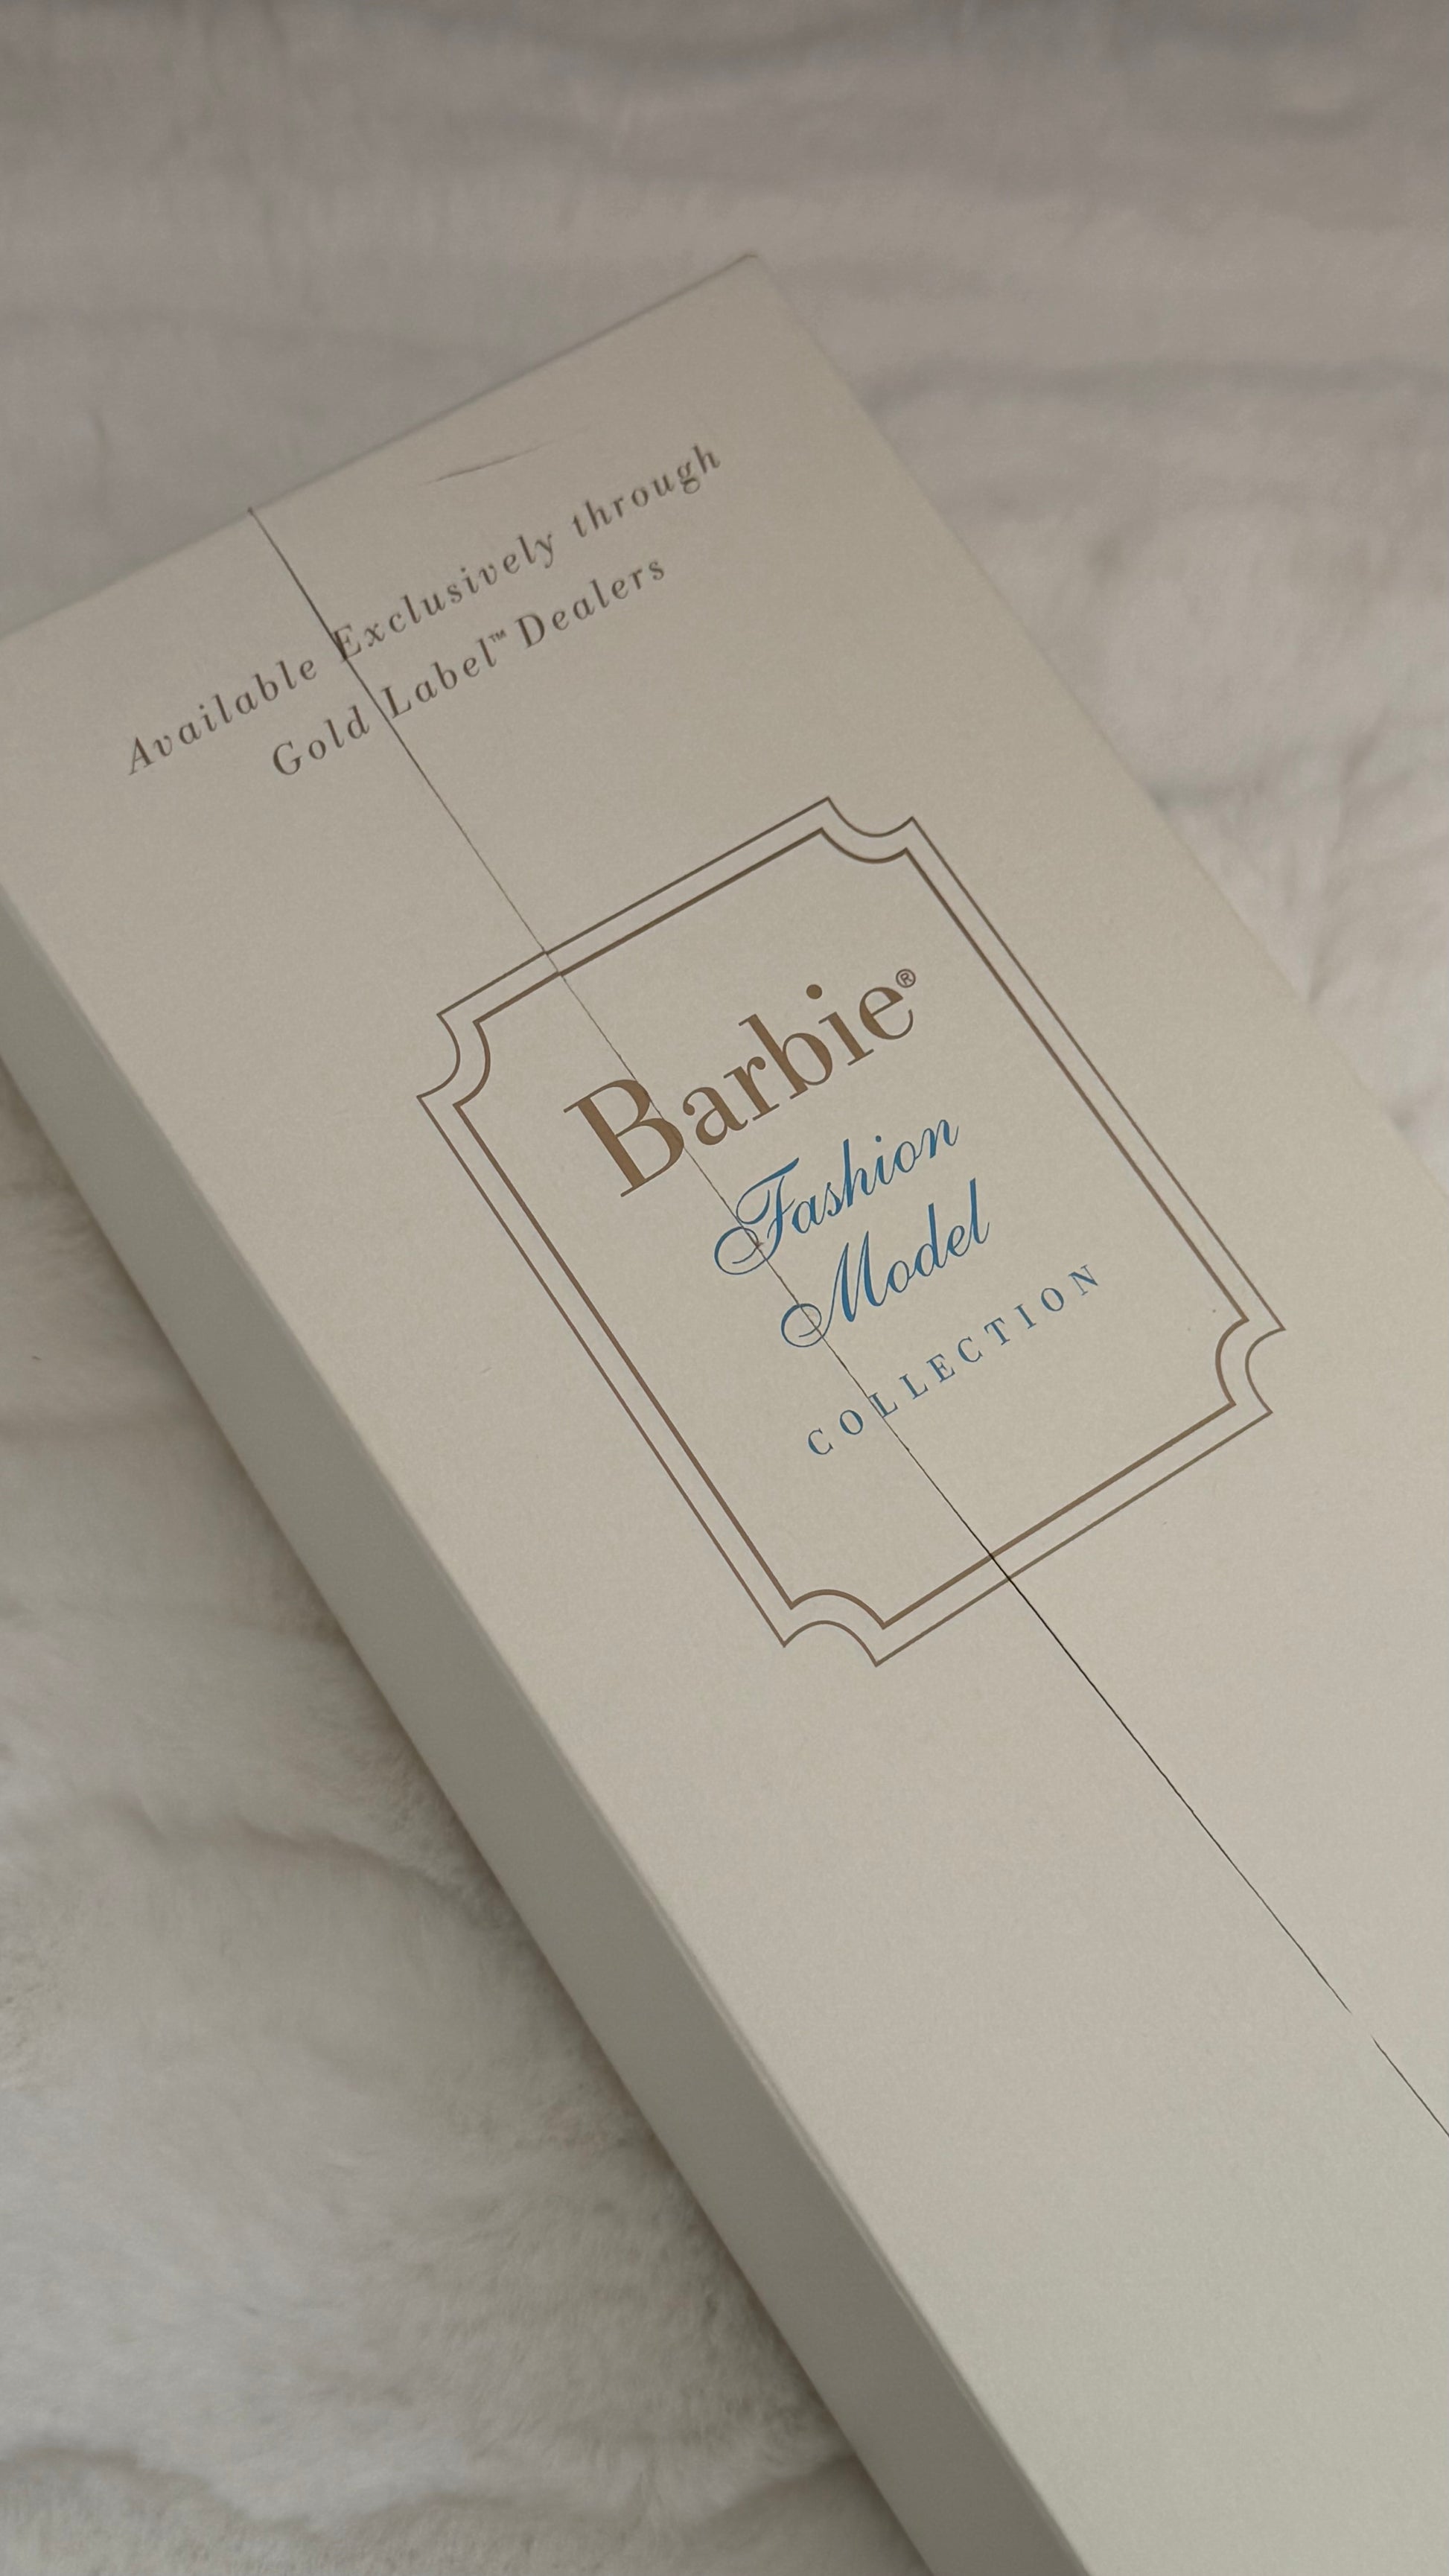 Available Exclusively through
Gold Label™ Dealers
Barbie®
Fashion
Model
COLLECTION